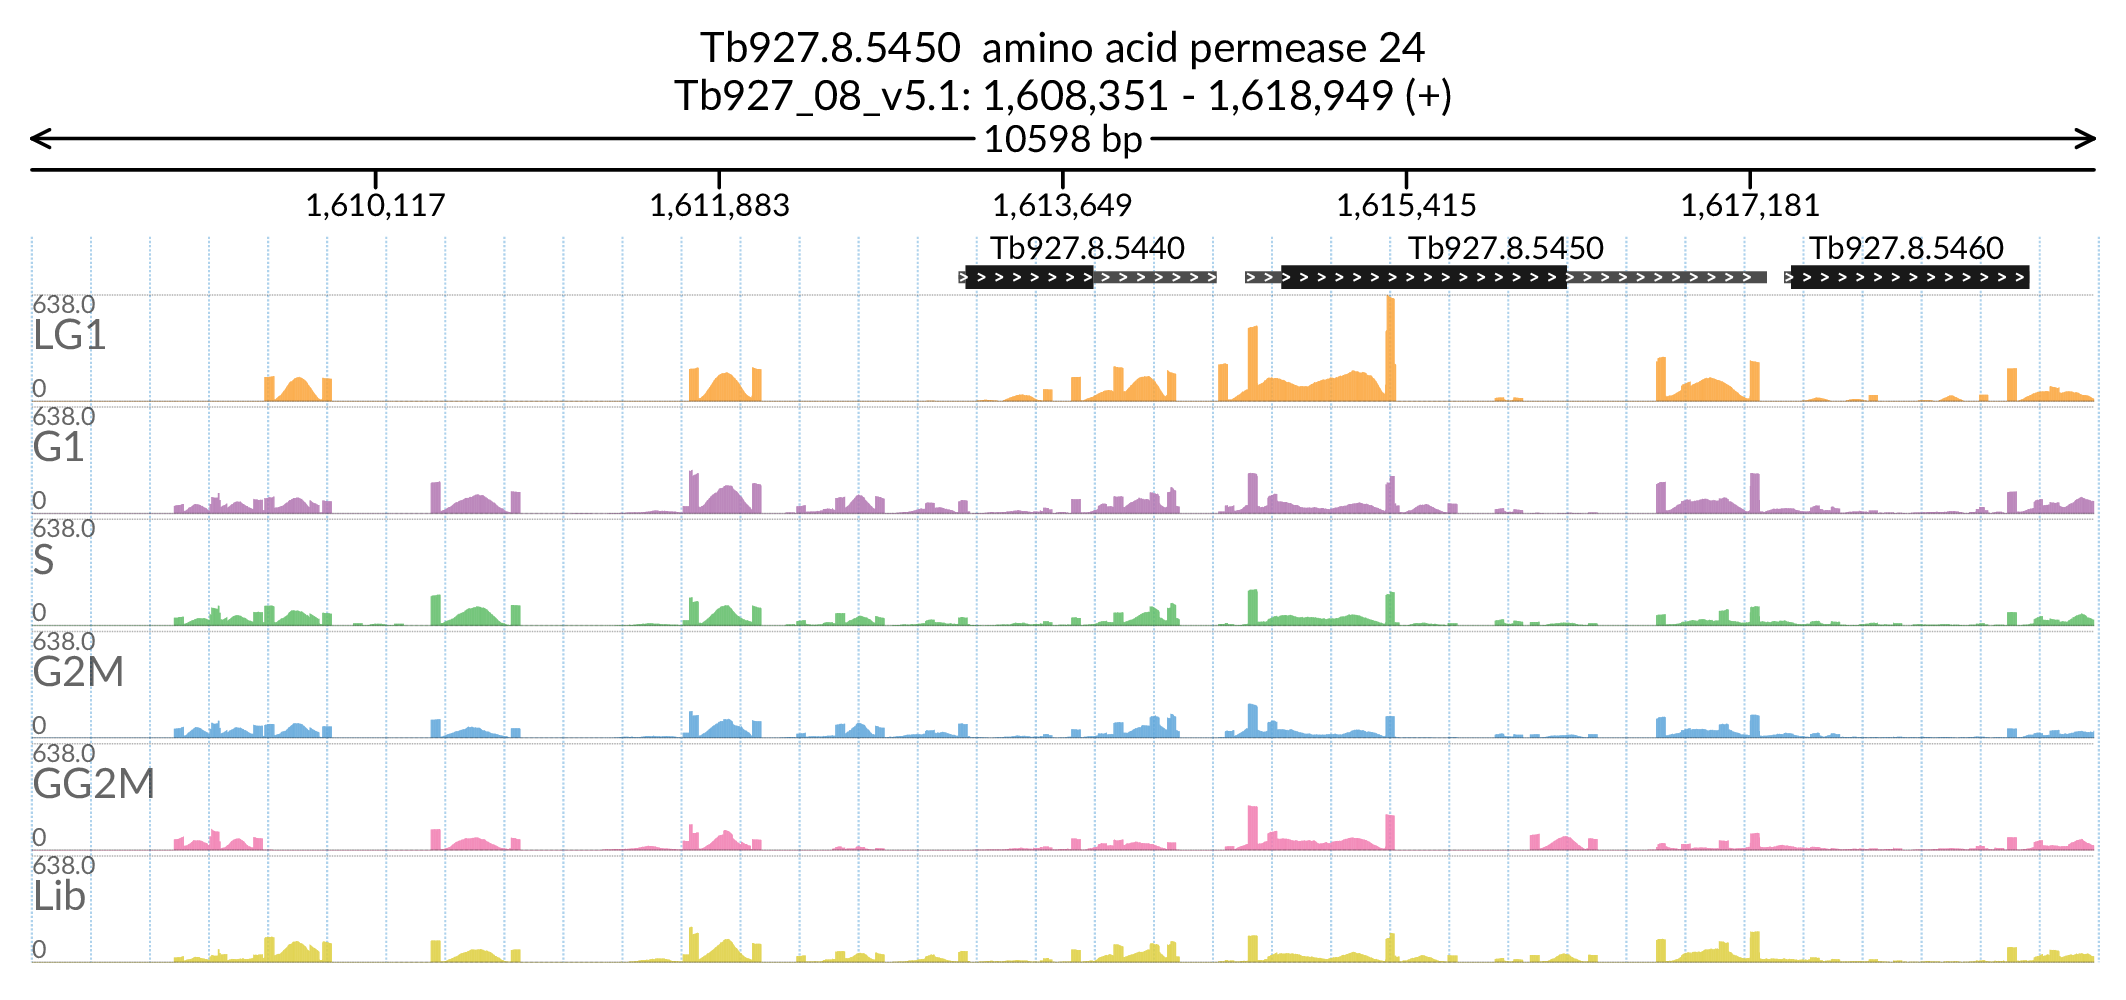 Tb927.8.5450  amino acid permease 24
Tb927_08_v5.1: 1,608,351 - 1,618,949 (+)
10598 bp
1,610,117 1,611,883 1,613,649 1,615,415 1,617,181
Tb927.8.5440 Tb927.8.5450 Tb927.8.5460
638.0
LG1
0
638.0
G1
0
638.0
S
0
638.0
G2M
0
638.0
GG2M
0
638.0
Lib
0